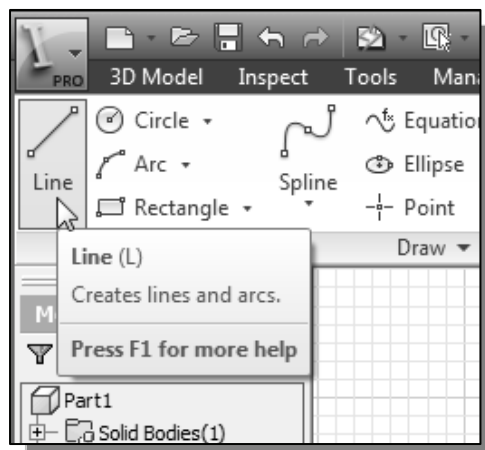 PRO 3D Model Inspect Tools Mana
Circle Equation
Arc Ellipse
Line Spline
Rectangle Point
Draw
Line (L)
Creates lines and arcs.
Press F1 for more help
Part1
Solid Bodies(1)